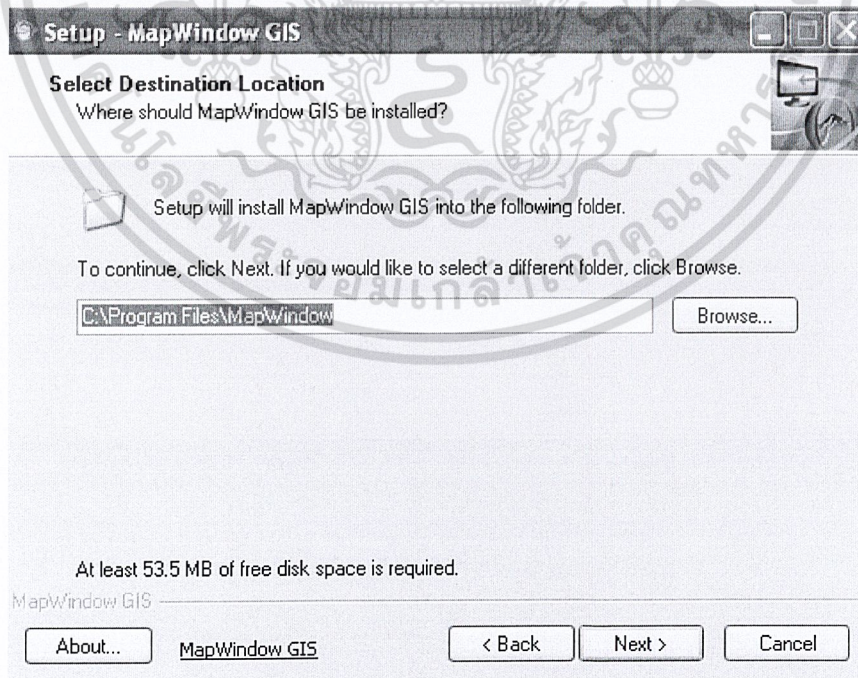 Setup - MapWindow GIS
Select Destination Location
Where should MapWindow GIS be installed?
Setup will install MapWindow GIS into the following folder.
To continue, click Next. If you would like to select a different folder, click Browse.
C:\Program Files\MapWindow
Browse...
At least 53.5 MB of free disk space is required.
MapWindow GIS
About...
MapWindow GIS
< Back
Next >
Cancel